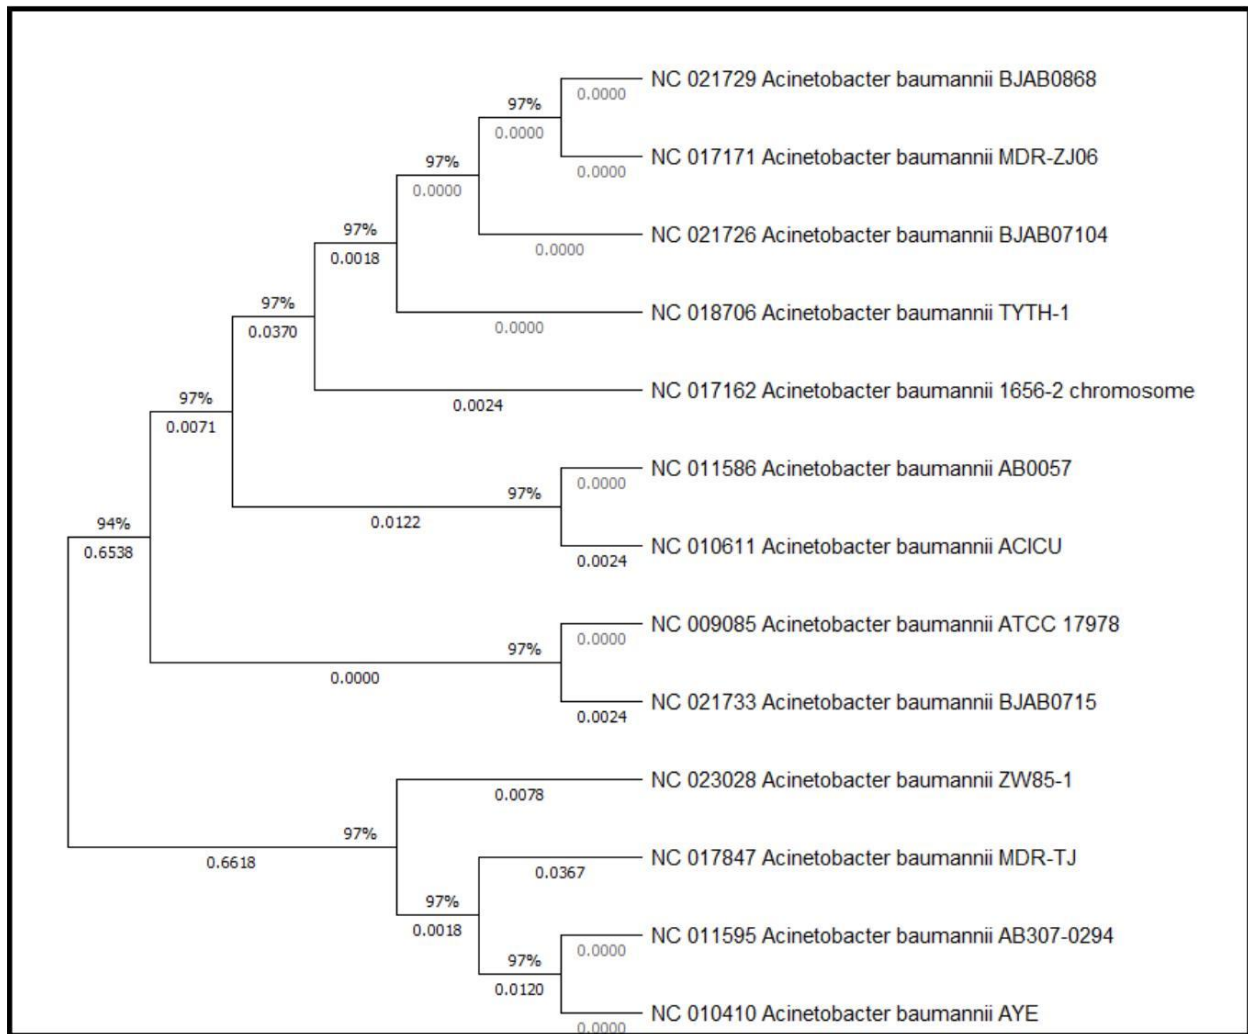 NC 021729 Acinetobacter baumannii BJAB0868
0.0000
97%
0.0000
NC 017171 Acinetobacter baumannii MDR-ZJ06
0.0000
97%
0.0000
NC 021726 Acinetobacter baumannii BJAB07104
0.0000
97%
0.0018
NC 018706 Acinetobacter baumannii TYTH-1
0.0000
97%
0.0370
NC 017162 Acinetobacter baumannii 1656-2 chromosome
0.0024
97%
0.0071
NC 011586 Acinetobacter baumannii AB0057
0.0000
97%
0.0122
NC 010611 Acinetobacter baumannii ACICU
0.0024
94%
0.6538
NC 009085 Acinetobacter baumannii ATCC 17978
0.0000
97%
0.0000
NC 021733 Acinetobacter baumannii BJAB0715
0.0024
NC 023028 Acinetobacter baumannii ZW85-1
0.0078
97%
0.6618
NC 017847 Acinetobacter baumannii MDR-TJ
0.0367
97%
0.0018
NC 011595 Acinetobacter baumannii AB307-0294
0.0000
97%
0.0120
NC 010410 Acinetobacter baumannii AYE
0.0000